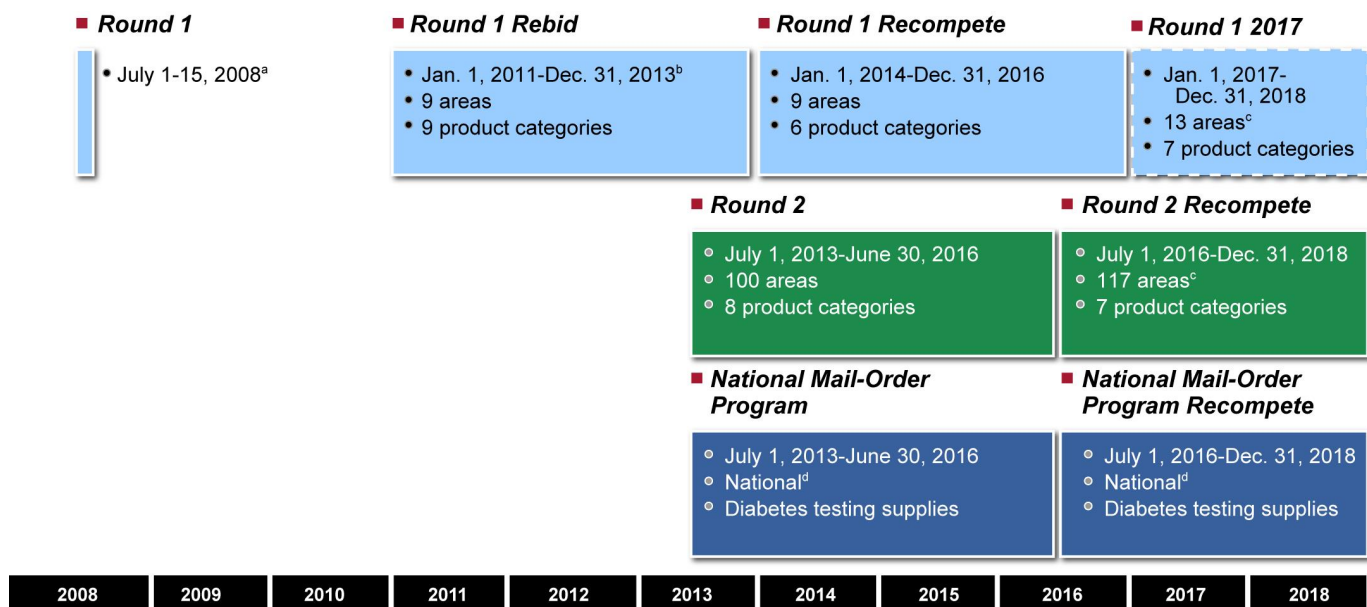 Round 1
• July 1-15, 2008ᵃ
Round 1 Rebid
• Jan. 1, 2011-Dec. 31, 2013ᵇ
• 9 areas
• 9 product categories
Round 1 Recompete
• Jan. 1, 2014-Dec. 31, 2016
• 9 areas
• 6 product categories
Round 1 2017
• Jan. 1, 2017-
Dec. 31, 2018
• 13 areasᶜ
• 7 product categories
Round 2
• July 1, 2013-June 30, 2016
• 100 areas
• 8 product categories
Round 2 Recompete
• July 1, 2016-Dec. 31, 2018
• 117 areasᶜ
• 7 product categories
National Mail-Order
Program
• July 1, 2013-June 30, 2016
• Nationalᵈ
• Diabetes testing supplies
National Mail-Order
Program Recompete
• July 1, 2016-Dec. 31, 2018
• Nationalᵈ
• Diabetes testing supplies
2008 2009 2010 2011 2012 2013 2014 2015 2016 2017 2018